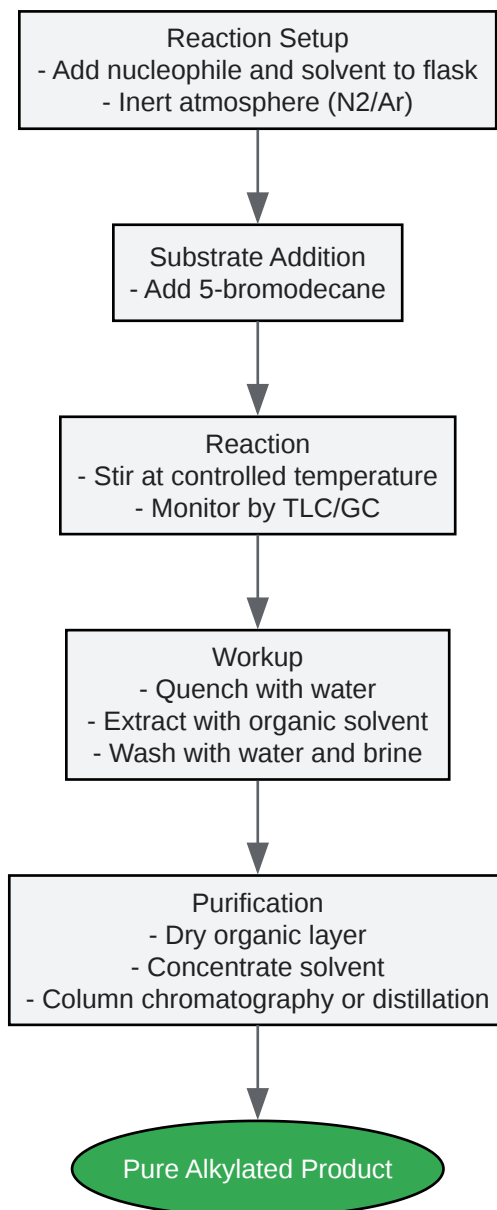 Reaction Setup
- Add nucleophile and solvent to flask
- Inert atmosphere (N2/Ar)
Substrate Addition
- Add 5-bromodecane
Reaction
- Stir at controlled temperature
- Monitor by TLC/GC
Workup
- Quench with water
- Extract with organic solvent
- Wash with water and brine
Purification
- Dry organic layer
- Concentrate solvent
- Column chromatography or distillation
Pure Alkylated Product